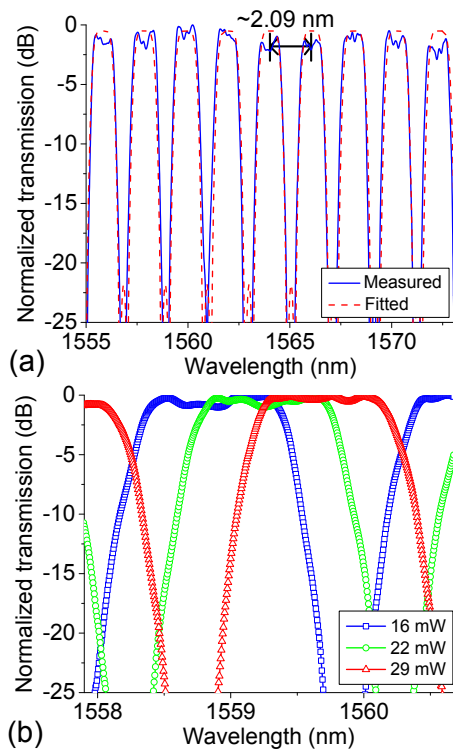 ~2.09 nm
Normalized transmission (dB)
0
-5
-10
-15
-20
-25
Measured
Fitted
1555 1560 1565 1570
Wavelength (nm)
(a)
Normalized transmission (dB)
0
-5
-10
-15
-20
-25
16 mW
22 mW
29 mW
1558 1559 1560
Wavelength (nm)
(b)